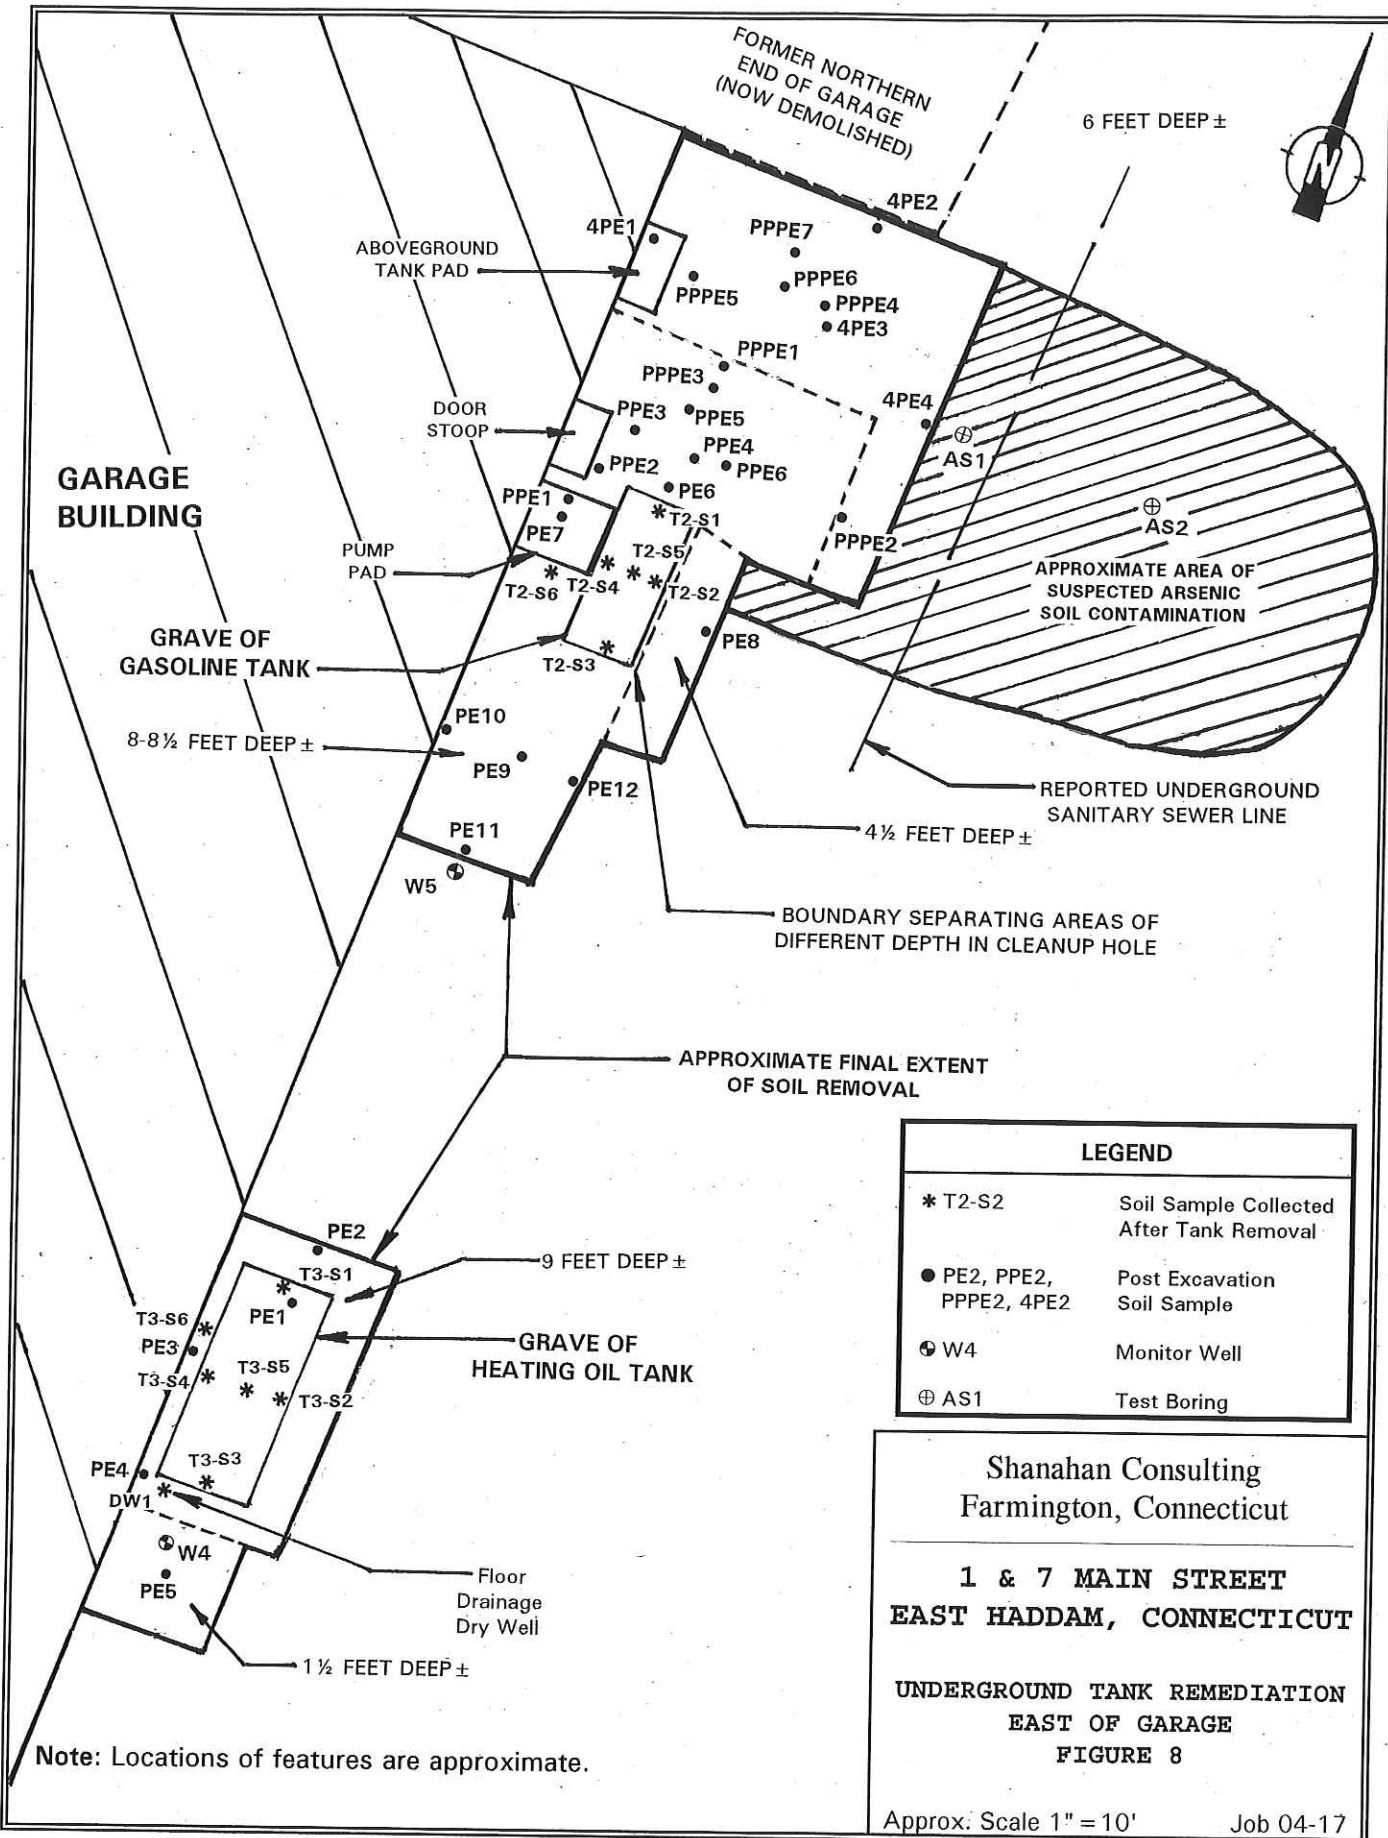 FORMER NORTHERN
END OF GARAGE
(NOW DEMOLISHED)
6 FEET DEEP ±
N
4PE2
4PE1
PPPE7
ABOVEGROUND
TANK PAD
PPPE6
PPPE5
PPPE4
4PE3
PPPE1
PPPE3
4PE4
DOOR
STOOP
PPE3
PPE5
AS1
PPE4
PPE2
PPE6
GARAGE
BUILDING
PE6
PPE1
T2-S1
AS2
PE7
PPPE2
PUMP
PAD
T2-S5
T2-S6
T2-S4
T2-S2
APPROXIMATE AREA OF
SUSPECTED ARSENIC
SOIL CONTAMINATION
GRAVE OF
GASOLINE TANK
PE8
T2-S3
PE10
8-8½ FEET DEEP ±
PE9
PE12
REPORTED UNDERGROUND
SANITARY SEWER LINE
PE11
4½ FEET DEEP ±
W5
BOUNDARY SEPARATING AREAS OF
DIFFERENT DEPTH IN CLEANUP HOLE
APPROXIMATE FINAL EXTENT
OF SOIL REMOVAL
PE2
9 FEET DEEP ±
T3-S1
PE1
T3-S6
PE3
GRAVE OF
HEATING OIL TANK
T3-S5
T3-S4
T3-S2
T3-S3
PE4
DW1
W4
PE5
Floor
Drainage
Dry Well
1½ FEET DEEP ±
LEGEND
* T2-S2 Soil Sample Collected
After Tank Removal
● PE2, PPE2, Post Excavation
PPPE2, 4PE2 Soil Sample
W4 Monitor Well
⊕ AS1 Test Boring
Shanahan Consulting
Farmington, Connecticut
1 & 7 MAIN STREET
EAST HADDAM, CONNECTICUT
UNDERGROUND TANK REMEDIATION
EAST OF GARAGE
FIGURE 8
Approx. Scale 1" = 10' Job 04-17
Note: Locations of features are approximate.